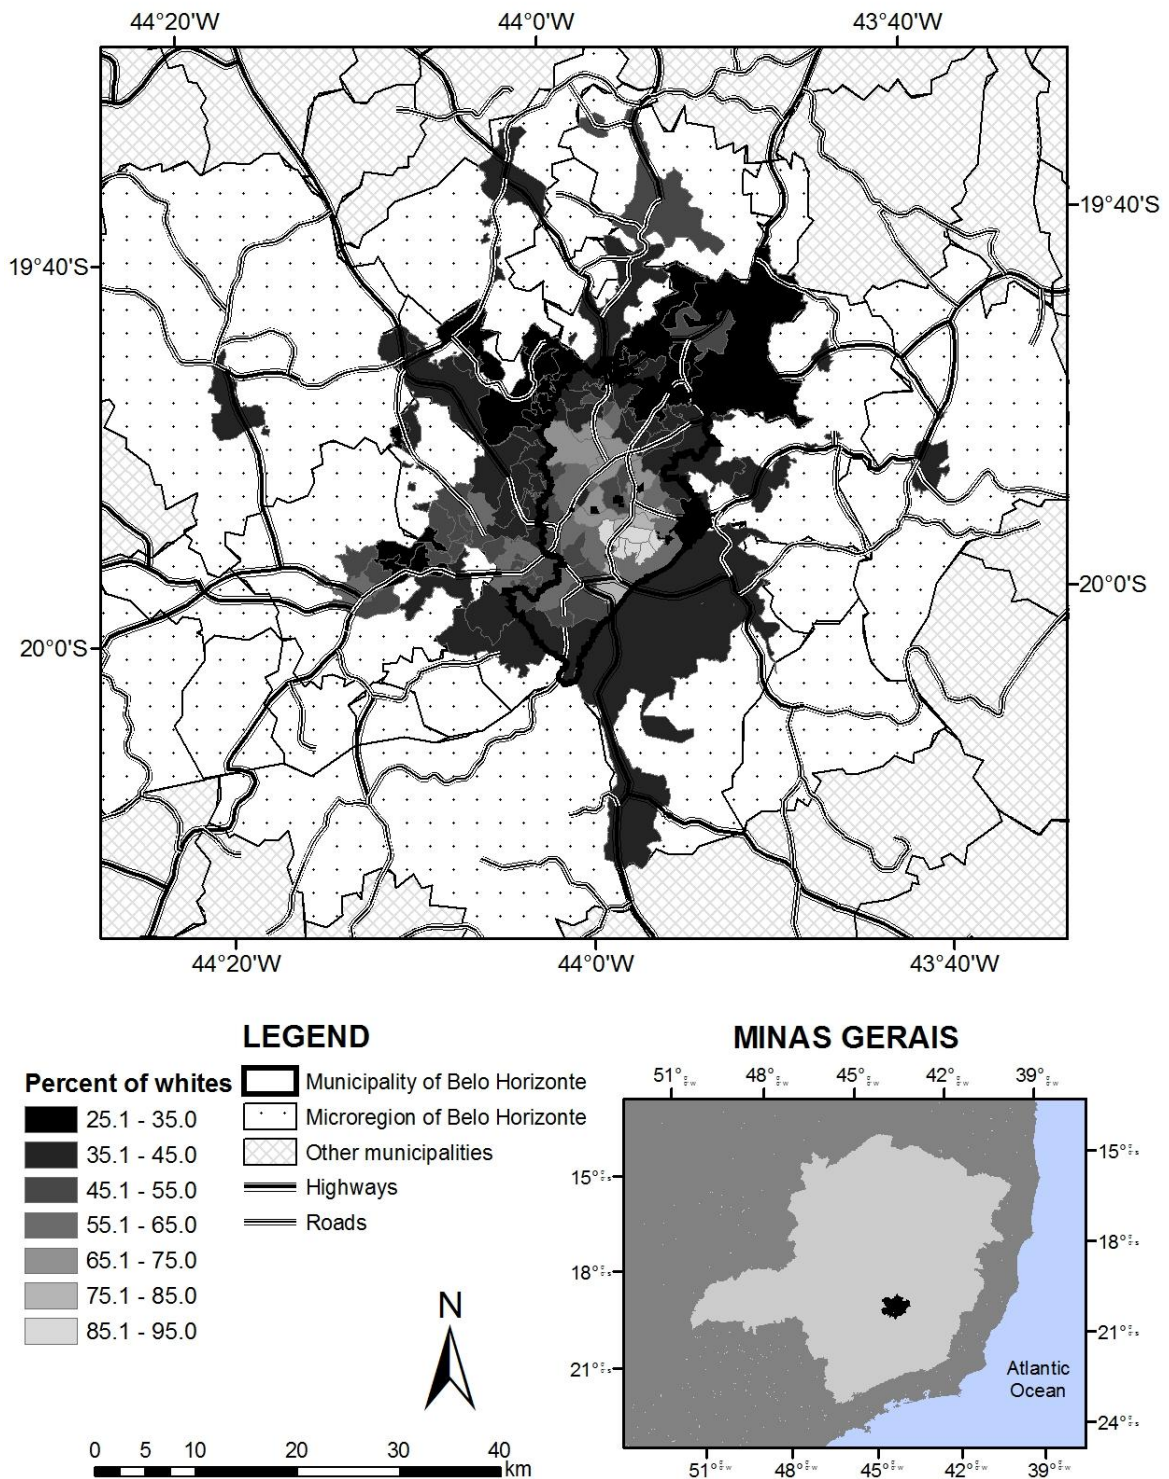 44°20'W 44°0'W 43°40'W
19°40'S
19°40'S
20°0'S
20°0'S
44°20'W 44°0'W 43°40'W
LEGEND
MINAS GERAIS
Percent of whites
25.1 - 35.0
35.1 - 45.0
45.1 - 55.0
55.1 - 65.0
65.1 - 75.0
75.1 - 85.0
85.1 - 95.0
Municipality of Belo Horizonte
Microregion of Belo Horizonte
Other municipalities
Highways
Roads
N
0 5 10 20 30 40
km
51° 48° 45° 42° 39°
15°
15°
18°
18°
21°
21°
24°
Atlantic
Ocean
51° 48° 45° 42° 39°